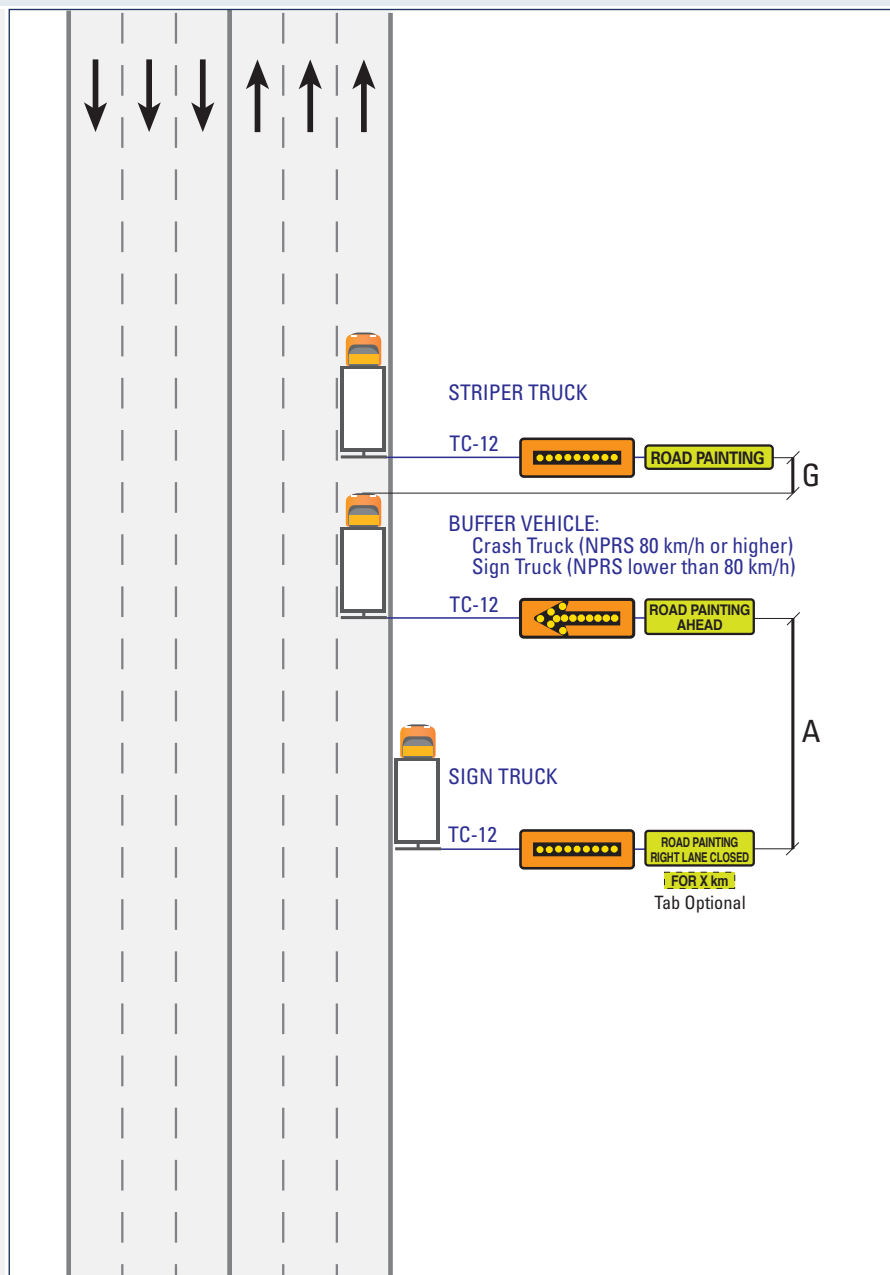 STRIPER TRUCK
TC-12
ROAD PAINTING
G
BUFFER VEHICLE:
Crash Truck (NPRS 80 km/h or higher)
Sign Truck (NPRS lower than 80 km/h)
TC-12
ROAD PAINTING
AHEAD
A
SIGN TRUCK
TC-12
ROAD PAINTING
RIGHT LANE CLOSED
FOR X km
Tab Optional